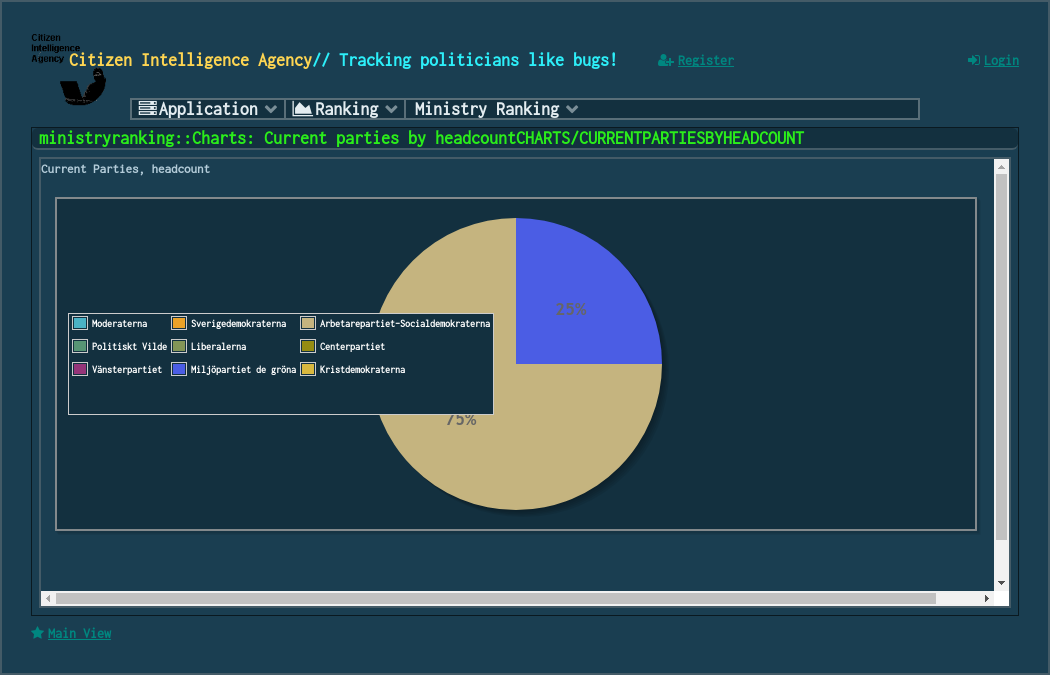 Citizen
Intelligence
Agency
Citizen Intelligence Agency// Tracking politicians like bugs!
Register
Login
Application
Ranking
Ministry Ranking
ministryranking::Charts: Current parties by headcountCHARTS/CURRENTPARTIESBYHEADCOUNT
Current Parties, headcount
25%
Moderaterna Sverigedemokraterna Arbetarepartiet-Socialdemokraterna
Politiskt Vilde Liberalerna Centerpartiet
Vänsterpartiet Miljöpartiet de gröna Kristdemokraterna
75%
Main View